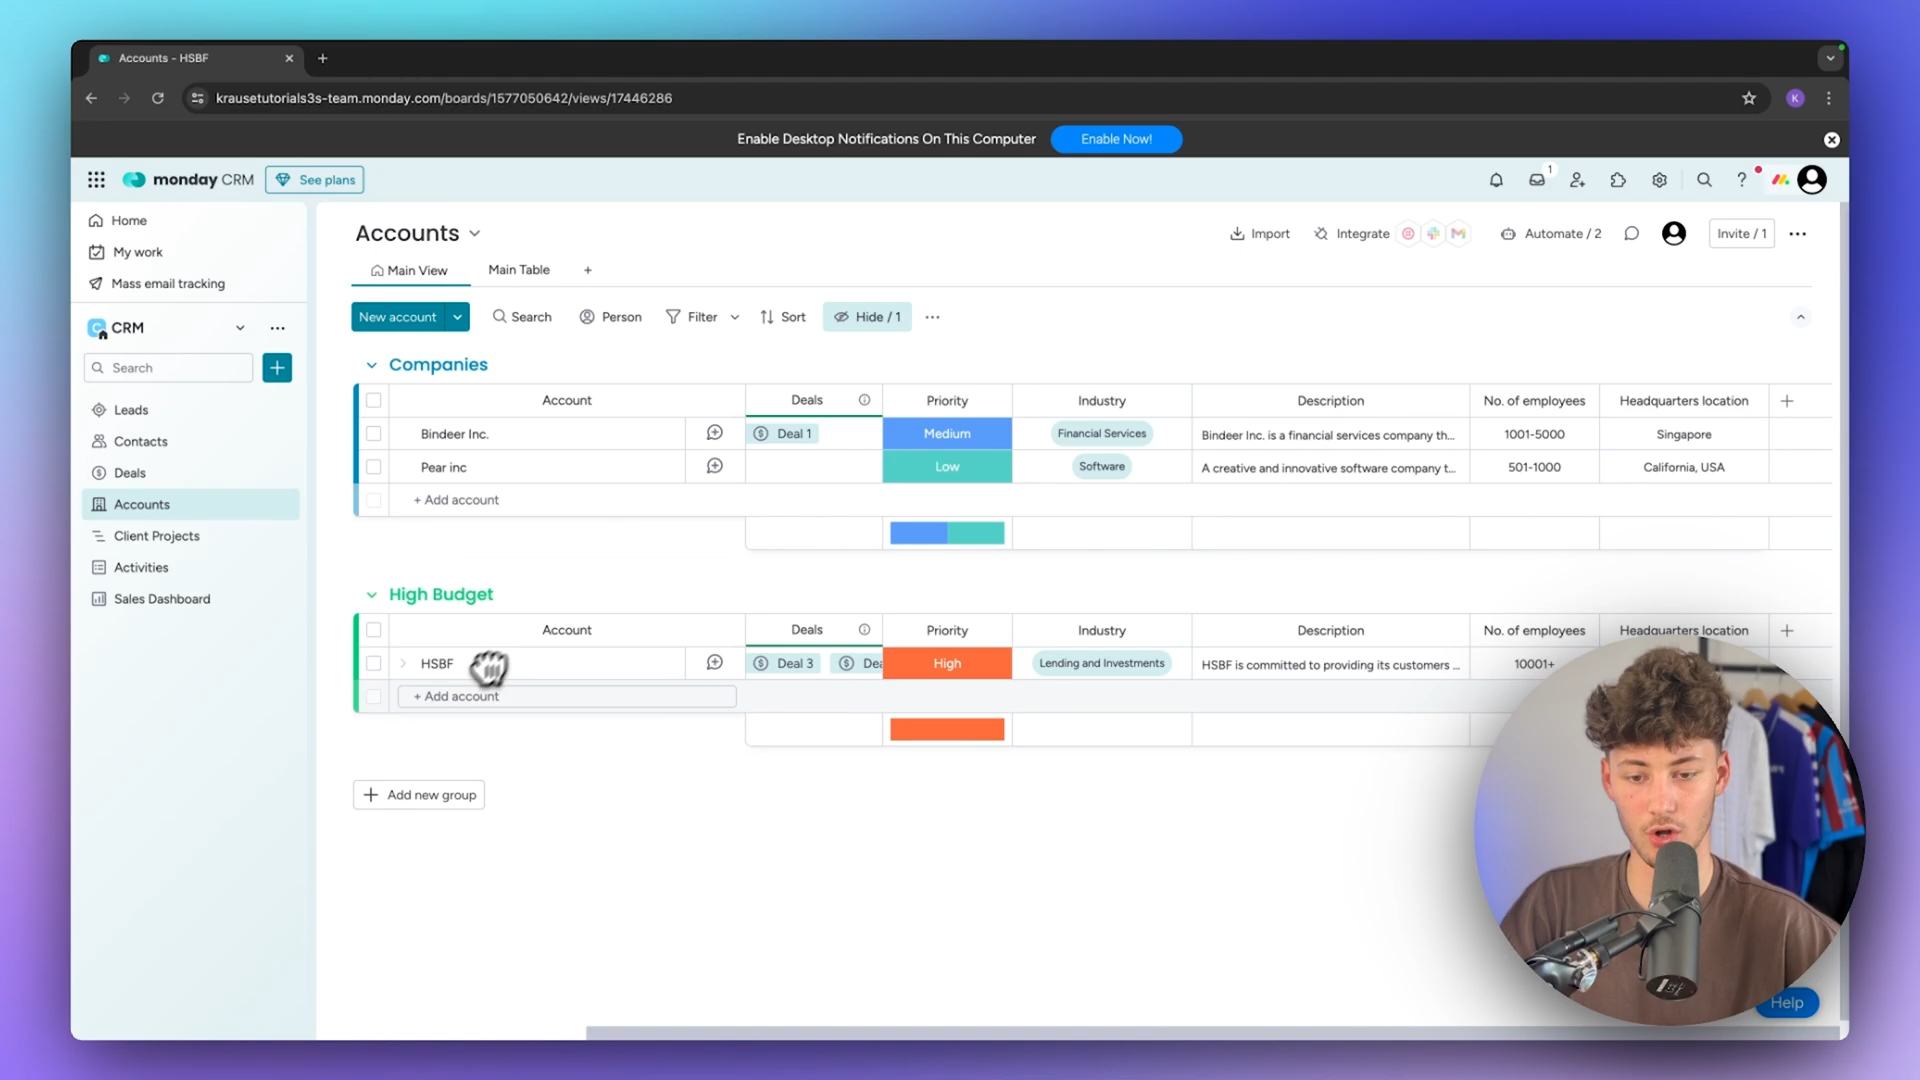 Accounts - HSBF
krausetutorials3s-team.monday.com/boards/1577050642/views/17446286
K
Enable Desktop Notifications On This Computer Enable Now!
monday CRM See plans
1
Home
My work
Mass email tracking
C CRM
Search
Leads
Contacts
Deals
Accounts
Client Projects
Activities
Sales Dashboard
Accounts
Import Integrate Automate / 2 Invite / 1
Main View Main Table +
New account Search Person Filter Sort Hide / 1
Companies
Account Deals Priority Industry Description No. of employees Headquarters location
Bindeer Inc. Deal 1 Medium Financial Services Bindeer Inc. is a financial services company th... 1001-5000 Singapore
Pear inc Low Software A creative and innovative software company t... 501-1000 California, USA
+ Add account
High Budget
Account Deals Priority Industry Description No. of employees Headquarters location
HSBF Deal 3 Dea High Lending and Investments HSBF is committed to providing its customers ... 10001+
+ Add account
+ Add new group
Help